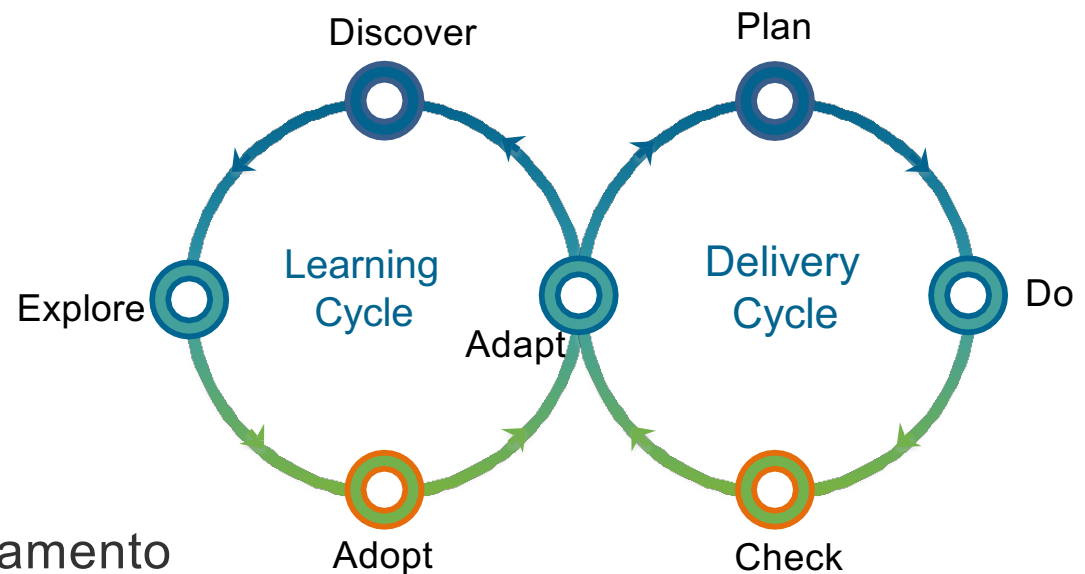 Discover
Plan
Learning
Cycle
Delivery
Cycle
Explore
Adapt
Do
Adopt
Check
amento